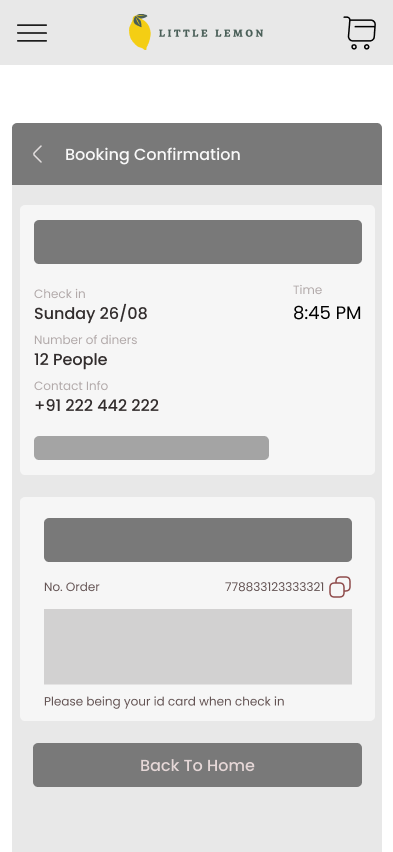 LITTLE LEMON
Booking Confirmation
Check in
Time
Sunday 26/08
8:45 PM
Number of diners
12 People
Contact Info
+91 222 442 222
No. Order
778833123333321
Please being your id card when check in
Back To Home